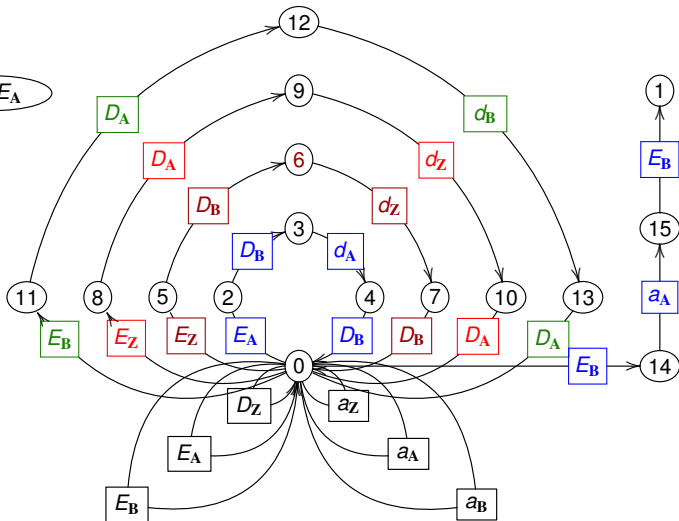 12
E_A
D_A
9
d_B
1
D_A
6
d_Z
E_B
D_B
d_Z
3
15
D_B
d_A
11
8
5
2
4
7
10
13
a_A
E_B
E_Z
E_Z
E_A
D_B
D_B
D_A
D_A
0
E_B
14
D_Z
a_Z
E_A
a_A
E_B
a_B